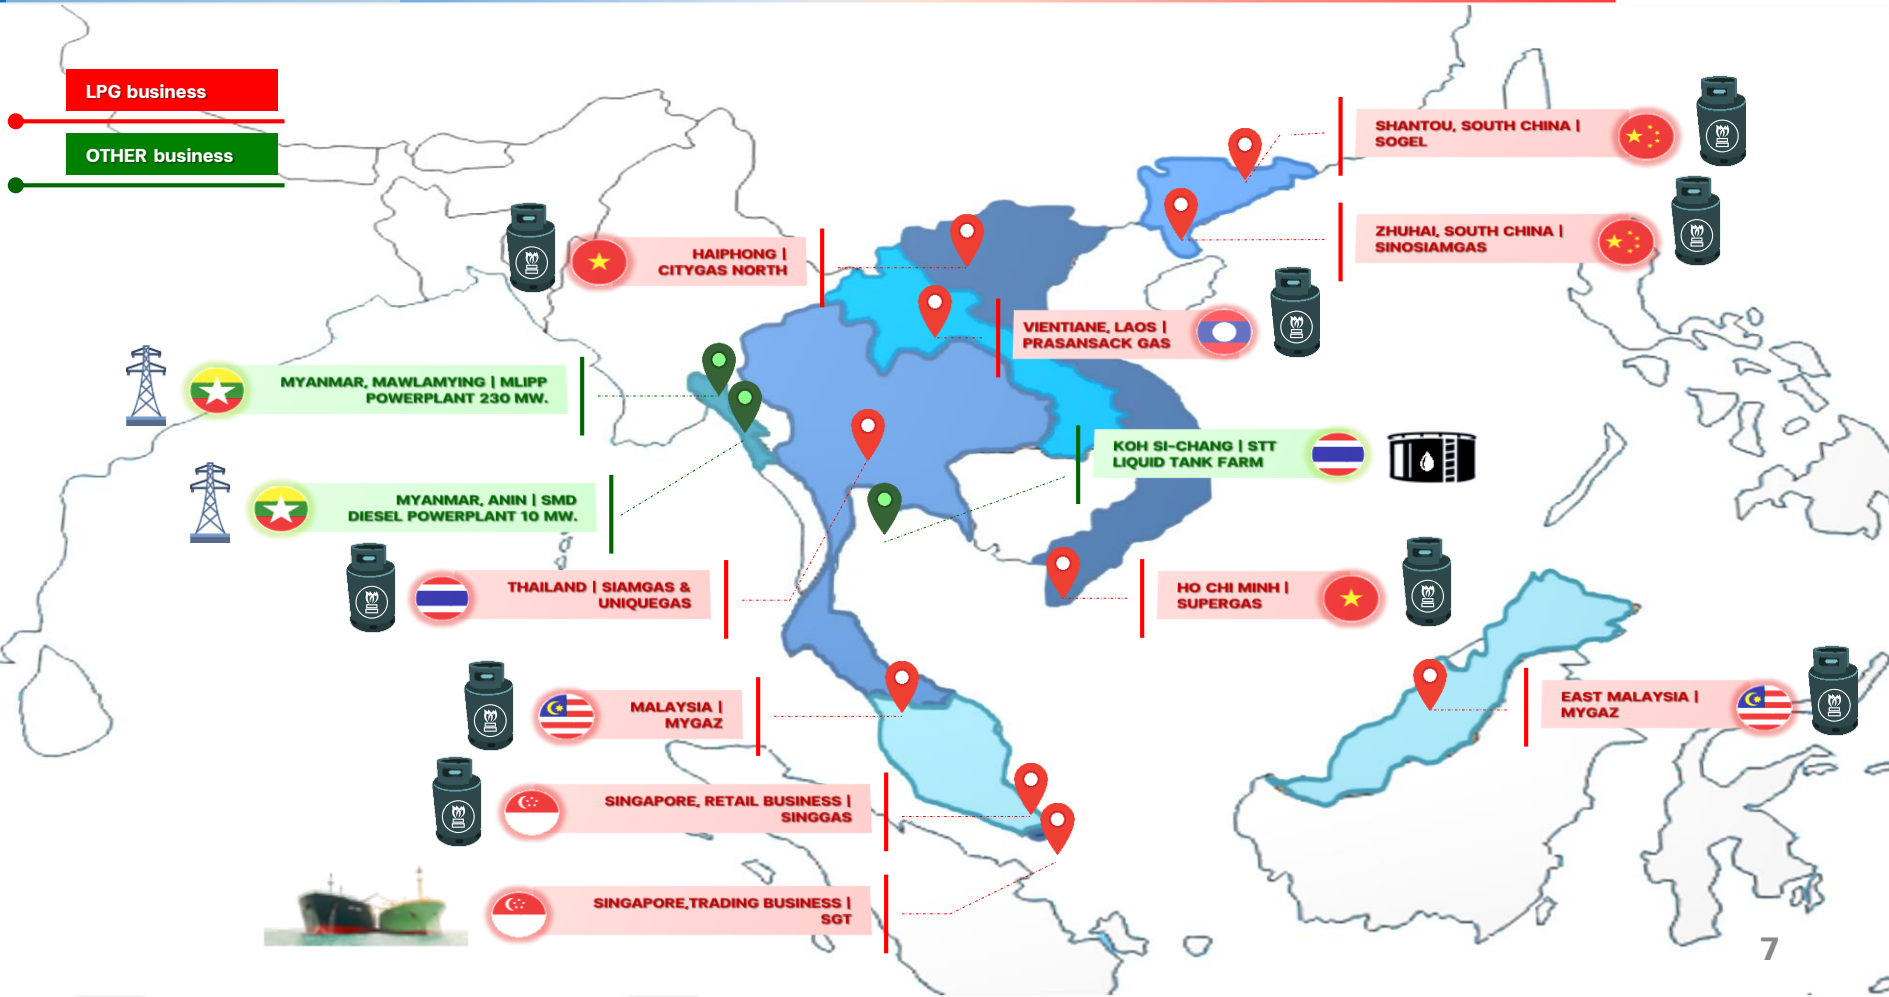 LPG business
OTHER business
SHANTOU, SOUTH CHINA |
SOGEL
ZHUHAI, SOUTH CHINA |
SINOSIAMGAS
HAIPHONG |
CITYGAS NORTH
VIENTIANE, LAOS |
PRASANSACK GAS
MYANMAR, MAWLAMYING | MLIPP
POWERPLANT 230 MW.
KOH SI-CHANG | STT
LIQUID TANK FARM
MYANMAR, ANIN | SMD
DIESEL POWERPLANT 10 MW.
THAILAND | SIAMGAS &
UNIQUEGAS
HO CHI MINH |
SUPERGAS
MALAYSIA |
MYGAZ
EAST MALAYSIA |
MYGAZ
SINGAPORE, RETAIL BUSINESS |
SINGGAS
SINGAPORE,TRADING BUSINESS |
SGT
7